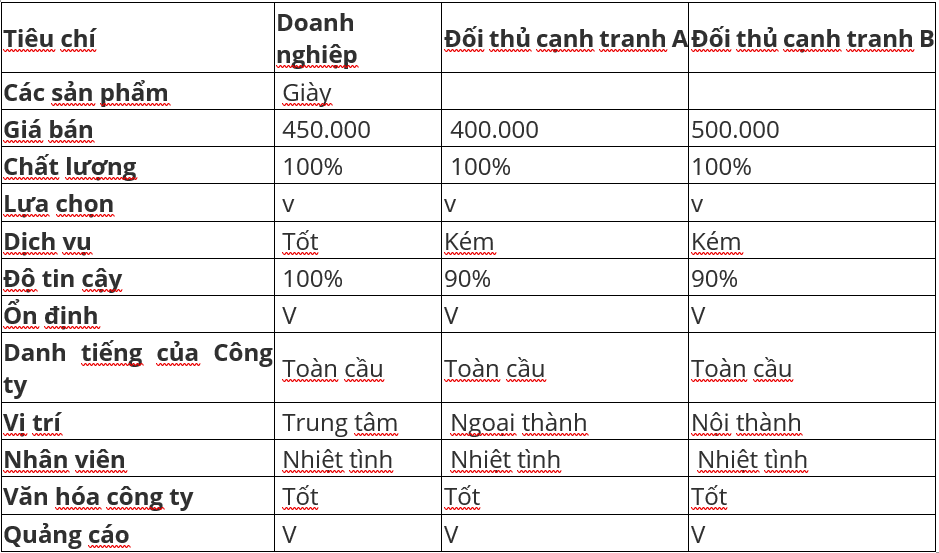 Tiêu chí Doanh nghiệp Đối thủ cạnh tranh A Đối thủ cạnh tranh B
Các sản phẩm Giày
Giá bán 450.000 400.000 500.000
Chất lượng 100% 100% 100%
Lưa chon v v v
Dịch vụ Tốt Kém Kém
Độ tin cậy 100% 90% 90%
Ổn định V V V
Danh tiếng của Công ty Toàn cầu Toàn cầu Toàn cầu
Vị trí Trung tâm Ngoại thành Nội thành
Nhân viên Nhiệt tình Nhiệt tình Nhiệt tình
Văn hóa công ty Tốt Tốt Tốt
Quảng cáo V V V